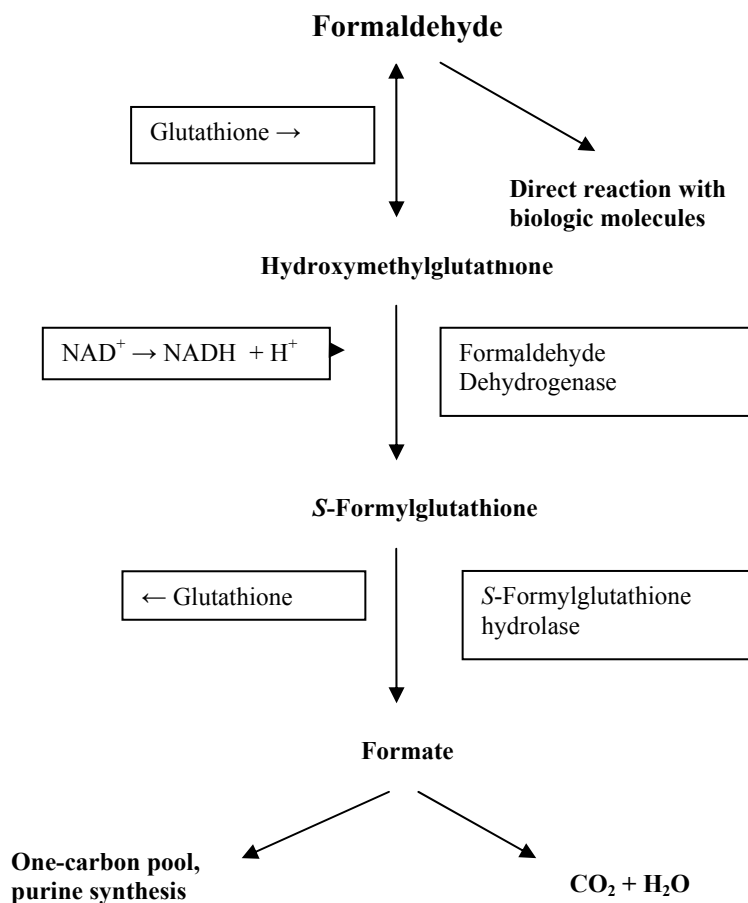 Formaldehyde
Glutathione →
Direct reaction with
biologic molecules
Hydroxymethylglutathione
NAD⁺ → NADH + H⁺
Formaldehyde
Dehydrogenase
S-Formylglutathione
← Glutathione
S-Formylglutathione
hydrolase
Formate
One-carbon pool,
purine synthesis
CO₂ + H₂O